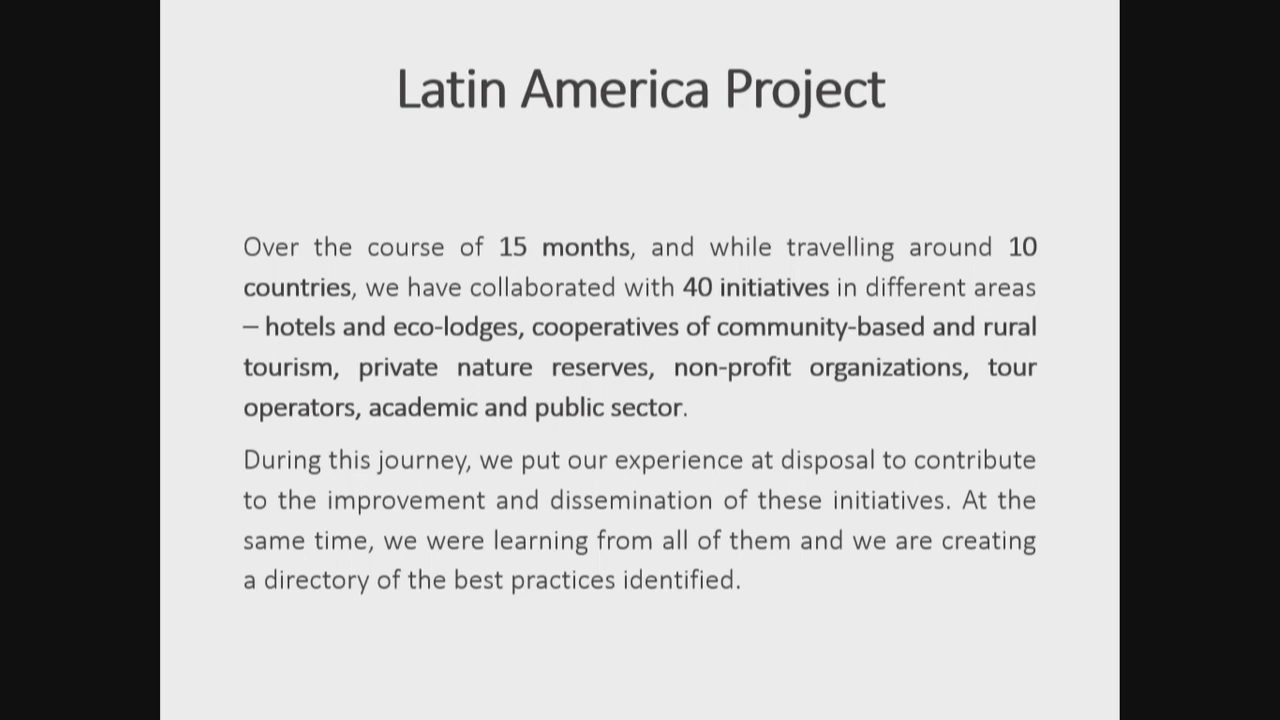 Latin America Project
Over the course of 15 months, and while travelling around 10
countries, we have collaborated with 40 initiatives in different areas
– hotels and eco-lodges, cooperatives of community-based and rural
tourism, private nature reserves, non-profit organizations, tour
operators, academic and public sector.
During this journey, we put our experience at disposal to contribute
to the improvement and dissemination of these initiatives. At the
same time, we were learning from all of them and we are creating
a directory of the best practices identified.